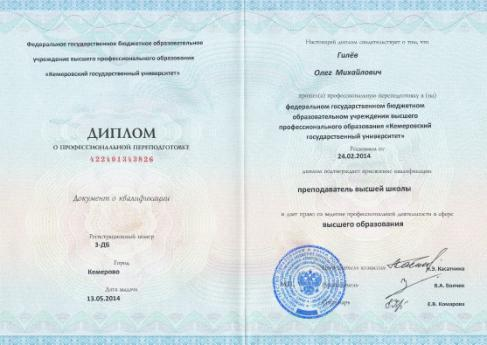 Федеральное государственное бюджетное образовательное
учреждение высшего профессионального образования
«Кемеровский государственный университет»
ДИПЛОМ
О ПРОФЕССИОНАЛЬНОЙ ПЕРЕПОДГОТОВКЕ
422401343826
Документ о квалификации
Регистрационный номер
3-ДБ
Город
Кемерово
Дата выдачи
13.05.2014
Настоящий диплом свидетельствует о том, что
Гилёв
Олег Михайлович
прошел(а) профессиональную переподготовку в (на)
федеральном государственном бюджетном
образовательном учреждении высшего
профессионального образования «Кемеровский
государственный университет»
Решением от
24.02.2014
диплом подтверждает присвоение квалификации
преподаватель высшей школы
и дает право на ведение профессиональной деятельности в сфере
высшего образования
М.П.
Председатель комиссии
Касаткина
Руководитель
В.А.
Секретарь
Е.В. Комарова